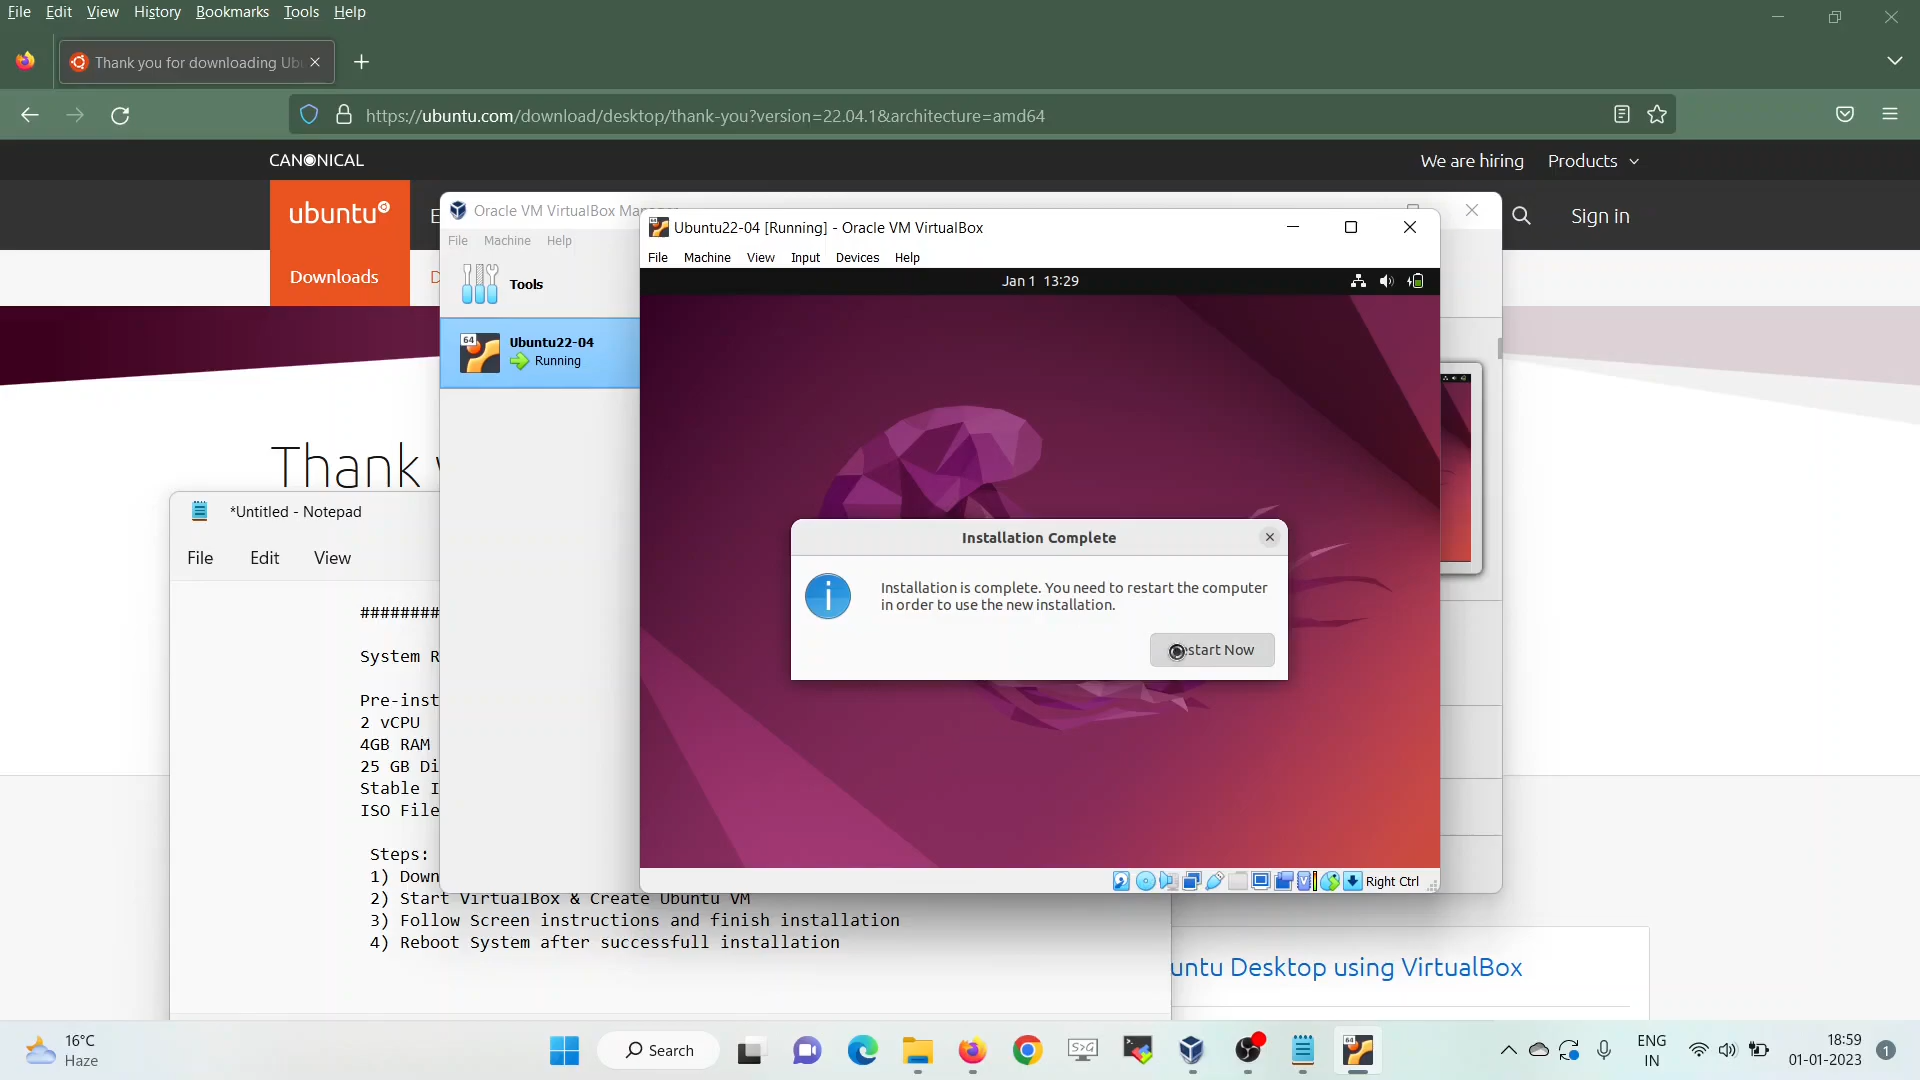 File Edit View History Bookmarks Tools Help
Thank you for downloading Ub
https://ubuntu.com/download/desktop/thank-you?version=22.04.1&architecture=amd64
CANONICAL
We are hiring Products
ubuntu
E
Sign in
Downloads
D
Oracle VM VirtualBox Manager
File Machine Help
Tools
64
Ubuntu22-04
Running
Ubuntu22-04 [Running] - Oracle VM VirtualBox
File Machine View Input Devices Help
Jan 1 13:29
Installation Complete
Installation is complete. You need to restart the computer
in order to use the new installation.
Restart Now
Right Ctrl
Thank
*Untitled - Notepad
File Edit View
########
System R
Pre-inst
2 vCPU
4GB RAM
25 GB Di
Stable I
ISO File
Steps:
1) Down
2) Start VirtualBox & Create Ubuntu VM
3) Follow Screen instructions and finish installation
4) Reboot System after successfull installation
untu Desktop using VirtualBox
16°C
Haze
Search
ENG
IN
18:59
01-01-2023
1